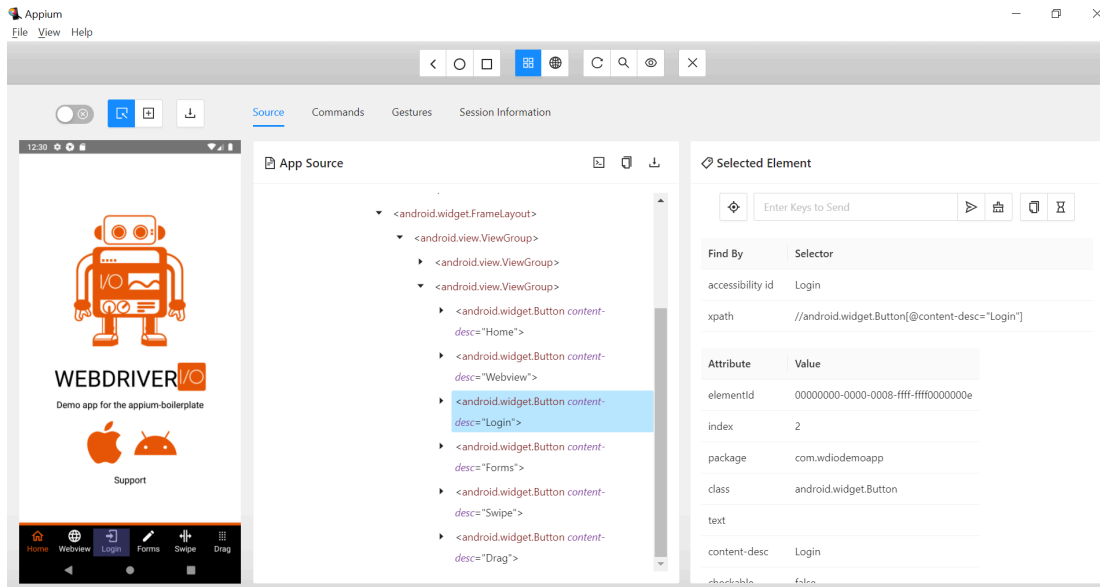 Appium
File View Help
Source Commands Gestures Session Information
12:30
I/O
WEBDRIVER I/O
Demo app for the appium-boilerplate
Support
Home Webview Login Forms Swipe Drag
App Source
<android.widget.FrameLayout>
<android.view.ViewGroup>
<android.view.ViewGroup>
<android.view.ViewGroup>
<android.widget.Button content-
desc="Home">
<android.widget.Button content-
desc="Webview">
<android.widget.Button content-
desc="Login">
<android.widget.Button content-
desc="Forms">
<android.widget.Button content-
desc="Swipe">
<android.widget.Button content-
desc="Drag">
Selected Element
Enter Keys to Send
Find By Selector
accessibility id Login
xpath //android.widget.Button[@content-desc="Login"]
Attribute Value
elementId 00000000-0000-0008-ffff-ffff0000000e
index 2
package com.wdiodemoapp
class android.widget.Button
text
content-desc Login
checkable false